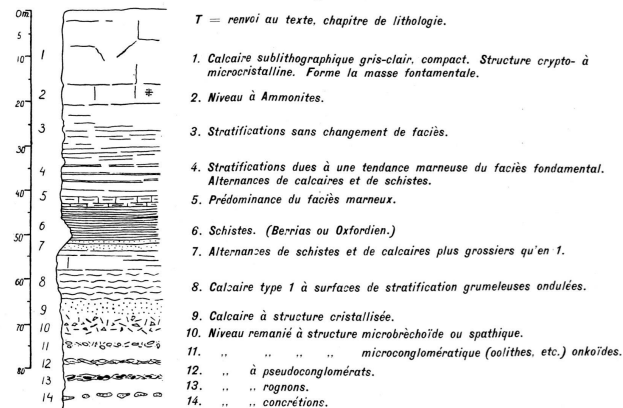 0m.
T = renvoi au texte, chapitre de lithologie.
5
10
1
1. Calcaire sublithographique gris-clair, compact. Structure crypto- à
microcristalline. Forme la masse fontamentale.
2
20
2. Niveau à Ammonites.
3
3. Stratifications sans changement de faciès.
30
4
4. Stratifications dues à une tendance marneuse du faciès fondamental.
Alternances de calcaires et de schistes.
40
5
5. Prédominance du faciès marneux.
6
6. Schistes. (Berrias ou Oxfordien.)
50
7
7. Alternances de schistes et de calcaires plus grossiers qu'en 1.
60
8
8. Calcaire type 1 à surfaces de stratification grumeleuses ondulées.
9
9. Calcaire à structure cristallisée.
70
10
10. Niveau remanié à structure microbrèchoïde ou spathique.
11
11. ,, ,, ,, ,, microconglomératique (oolithes, etc.) onkoïdes.
12
12. ,, à pseudoconglomérats.
80
13
13. ,, ,, rognons.
14
14. ,, ,, concrétions.